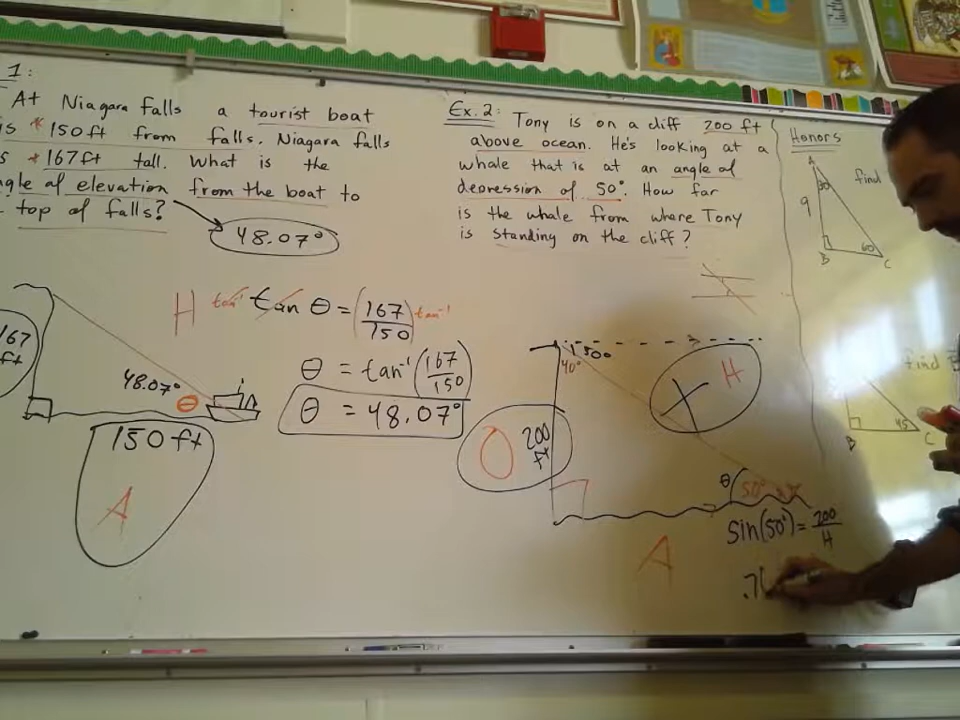 1:
At Niagara Falls a tourist boat
is *150ft from falls. Niagara Falls
*167ft tall. What is the
angle of elevation from the boat to
top of falls?
48.07°
H tan⁻¹ tan θ = (167/150) tan⁻¹
θ = tan⁻¹(167/150)
θ = 48.07°
167
ft
48.07°
θ
150 ft
A
Ex. 2: Tony is on a cliff 200 ft
above ocean. He's looking at a
whale that is at an angle of
depression of 50°. How far
is the whale from where Tony
is standing on the cliff?
50°
40°
X H
O 200
ft
θ 50°
A
sin(50°) = 200/H
.7
Honors
A
30
find
9
60
B C
find
45
B C